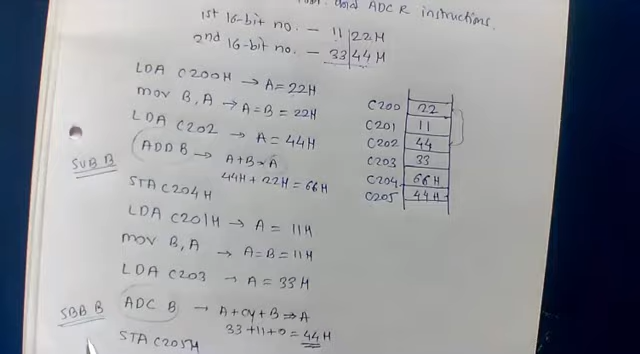 and ADC R instructions.
1st 16-bit no. - 11 22H
2nd 16-bit no. - 33 44H
LDA C200H → A=22H
mov B,A → A=B=22H
LDA C202 → A=44H
SUB B ADD B → A+B→A
44H+22H=66H
STA C204H
LDA C201H → A = 11H
mov B,A → A=B=11H
LDA C203 → A=33H
SBB B ADC B → A+cy+B⇒A
33+11+0=44H
STA C205H
C200 22
C201 11
C202 44
C203 33
C204 66H
C205 44H